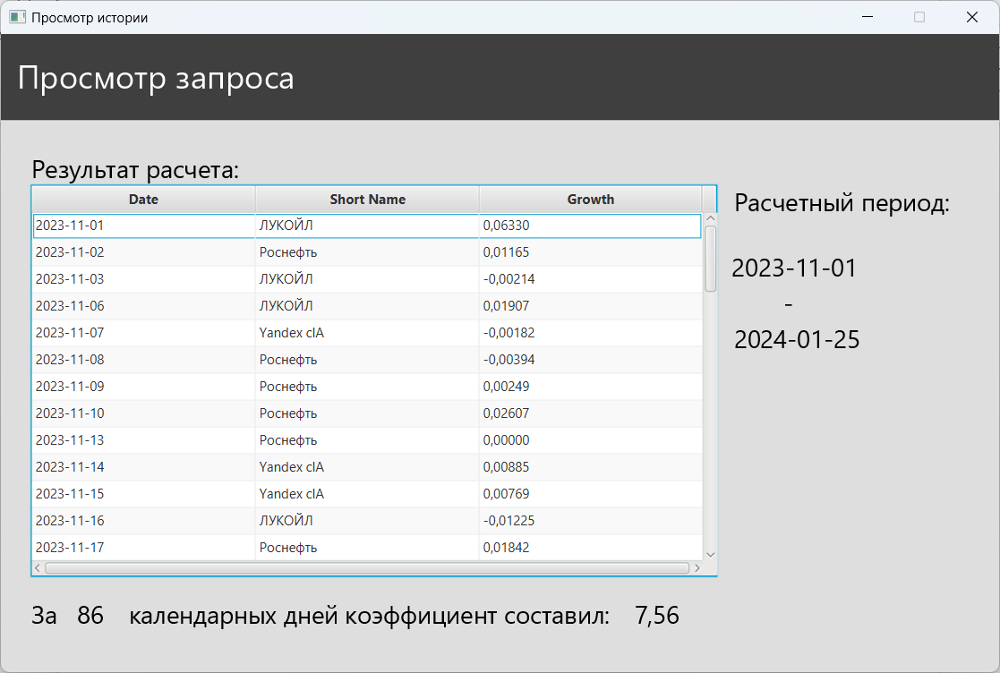 Просмотр истории
Просмотр запроса
Результат расчета:
Date Short Name Growth
2023-11-01 ЛУКОЙЛ 0,06330
2023-11-02 Роснефть 0,01165
2023-11-03 ЛУКОЙЛ -0,00214
2023-11-06 ЛУКОЙЛ 0,01907
2023-11-07 Yandex clA -0,00182
2023-11-08 Роснефть -0,00394
2023-11-09 Роснефть 0,00249
2023-11-10 Роснефть 0,02607
2023-11-13 Роснефть 0,00000
2023-11-14 Yandex clA 0,00885
2023-11-15 Yandex clA 0,00769
2023-11-16 ЛУКОЙЛ -0,01225
2023-11-17 Роснефть 0,01842
Расчетный период:
2023-11-01
-
2024-01-25
За 86 календарных дней коэффициент составил: 7,56